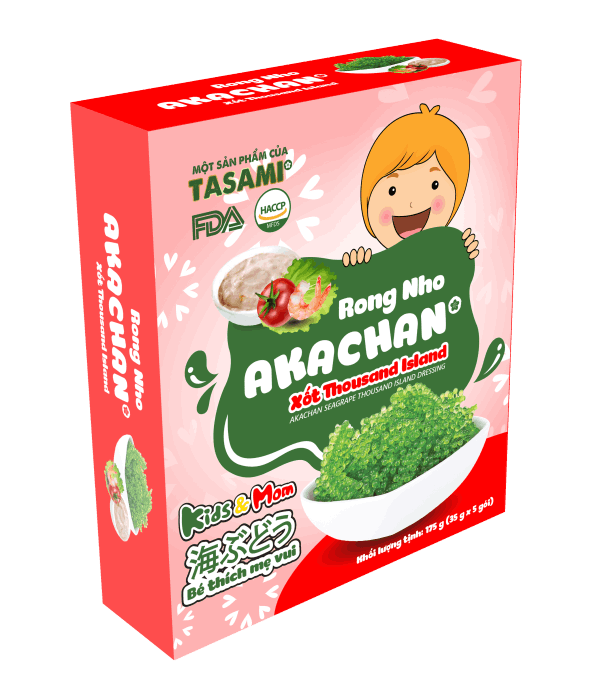 Rong Nho
AKACHAN
Xốt Thousand Island
MỘT SẢN PHẨM CỦA
TASAMI
FDA
HACCP
MFDS
Rong Nho
AKACHAN
Xốt Thousand Island
AKACHAN SEAGRAPE THOUSAND ISLAND DRESSING
Kids & Mom
海ぶどう
Bé thích mẹ vui
Khối lượng tịnh: 175 g (35 g x 5 gói)
Rong Nho
AKACHAN
Xốt Thousand Island